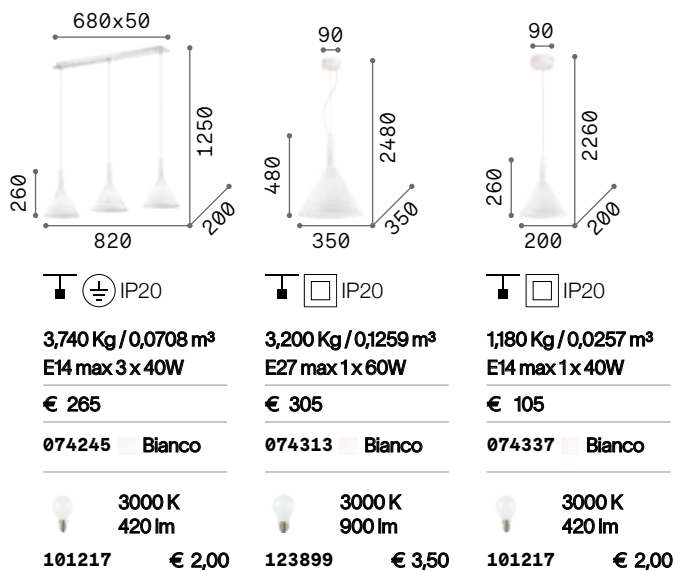 680x50
1250
260
200
820
90
2480
480
350
350
90
2260
260
200
200
IP20
3,740 Kg / 0,0708 m³
E14 max 3 x 40W
€ 265
074245 Bianco
3000 K
420 lm
101217 € 2,00
IP20
3,200 Kg / 0,1259 m³
E27 max 1 x 60W
€ 305
074313 Bianco
3000 K
900 lm
123899 € 3,50
IP20
1,180 Kg / 0,0257 m³
E14 max 1 x 40W
€ 105
074337 Bianco
3000 K
420 lm
101217 € 2,00